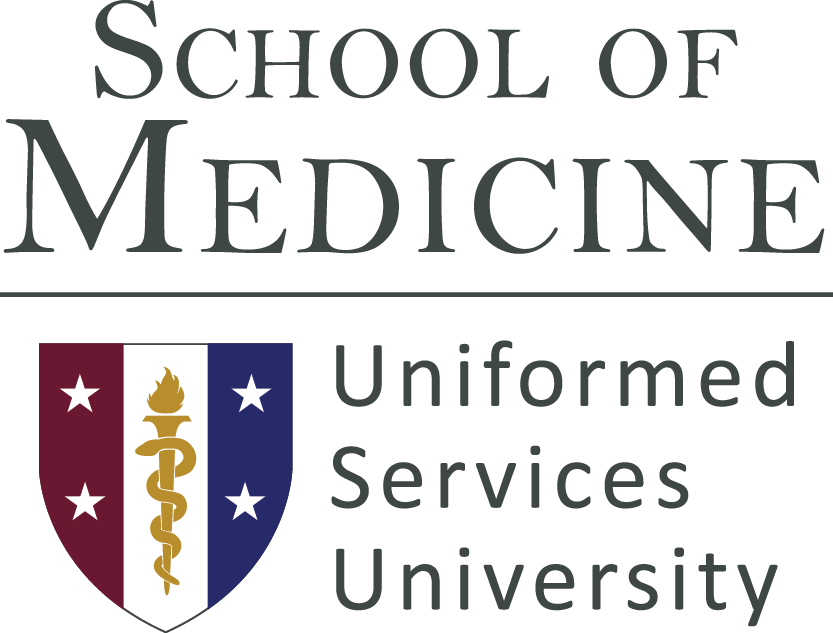 SCHOOL OF
MEDICINE
Uniformed
Services
University